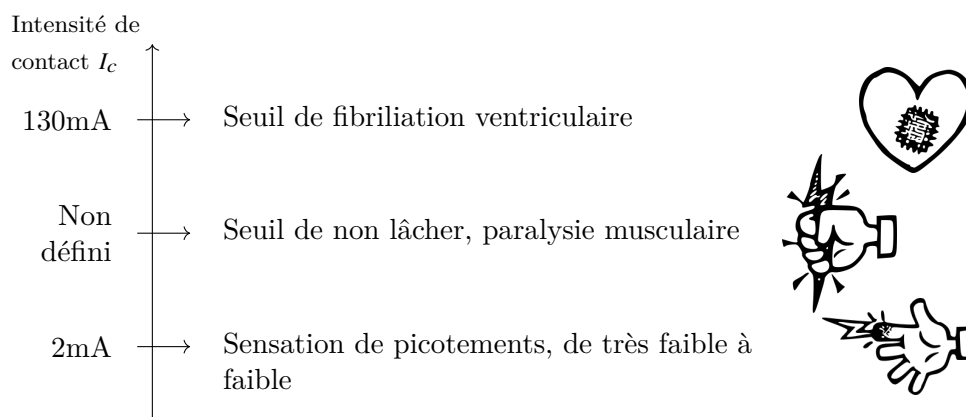 Intensité de
contact I_c
130mA
Seuil de fibriliation ventriculaire
Non
défini
Seuil de non lâcher, paralysie musculaire
2mA
Sensation de picotements, de très faible à
faible